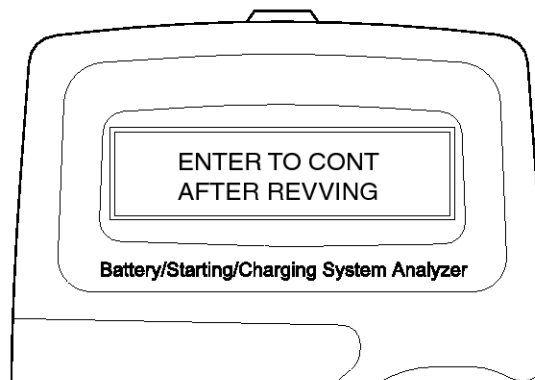 ENTER TO CONT
AFTER REVVING
Battery/Starting/Charging System Analyzer